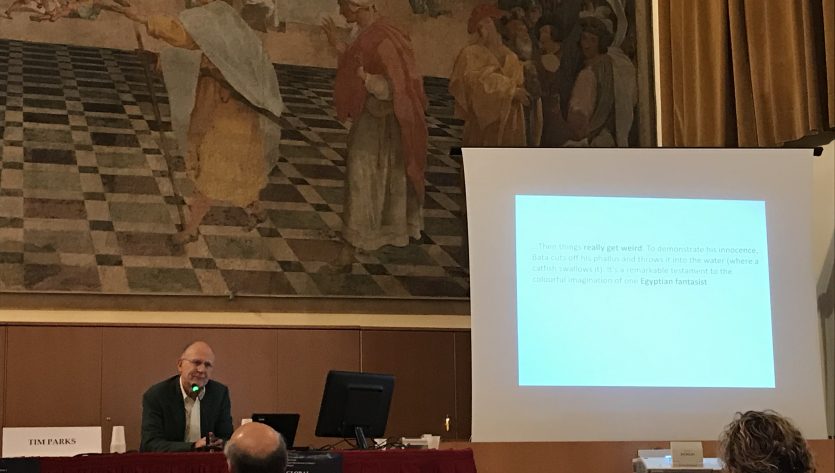 ...Then things really get weird. To demonstrate his innocence,
Bata cuts off his phallus and throws it into the water (where a
catfish swallows it). It's a remarkable testament to the
colourful imagination of one Egyptian fantasist
TIM PARKS
GLOBAL